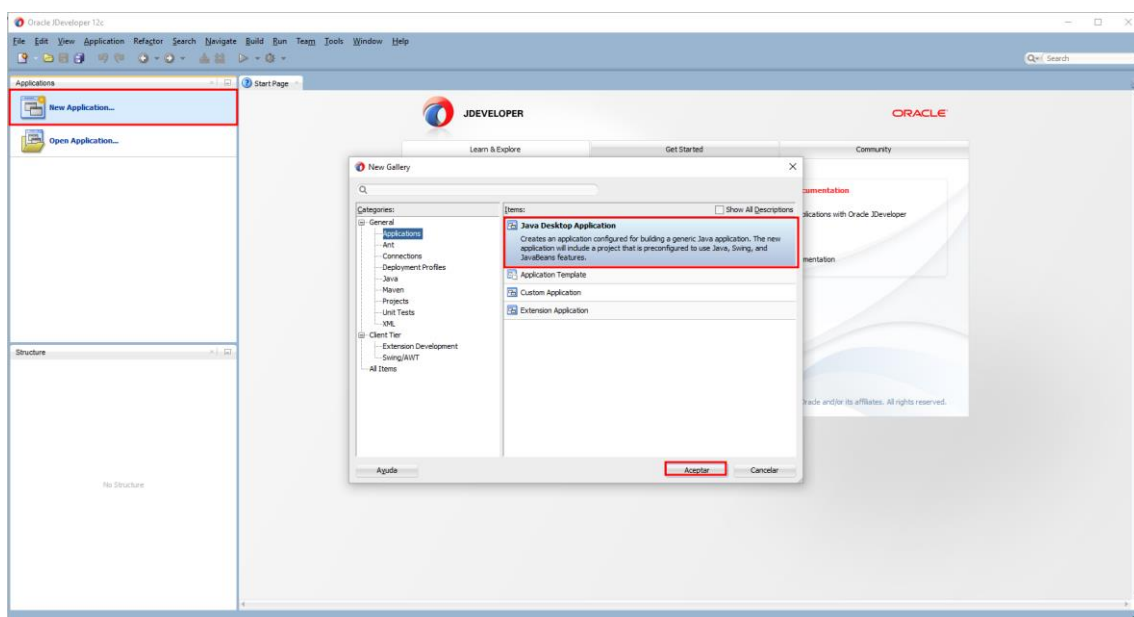 Oracle JDeveloper 12c
File Edit View Application Refactor Search Navigate Build Run Team Tools Window Help
Search
Applications
Start Page
New Application...
Open Application...
JDEVELOPER
ORACLE
Learn & Explore
Get Started
Community
New Gallery
Categories:
Items:
Show All Descriptions
General
Applications
Ant
Connections
Deployment Profiles
Java
Maven
Projects
Unit Tests
XML
Client Tier
Extension Development
Swing/AWT
All Items
Java Desktop Application
Creates an application configured for building a generic Java application. The new
application will include a project that is preconfigured to use Java, Swing, and
JavaBeans features.
Application Template
Custom Application
Extension Application
Ayuda
Aceptar
Cancelar
cumentation
plications with Oracle JDeveloper
mentation
Oracle and/or its affiliates. All rights reserved.
Structure
No Structure